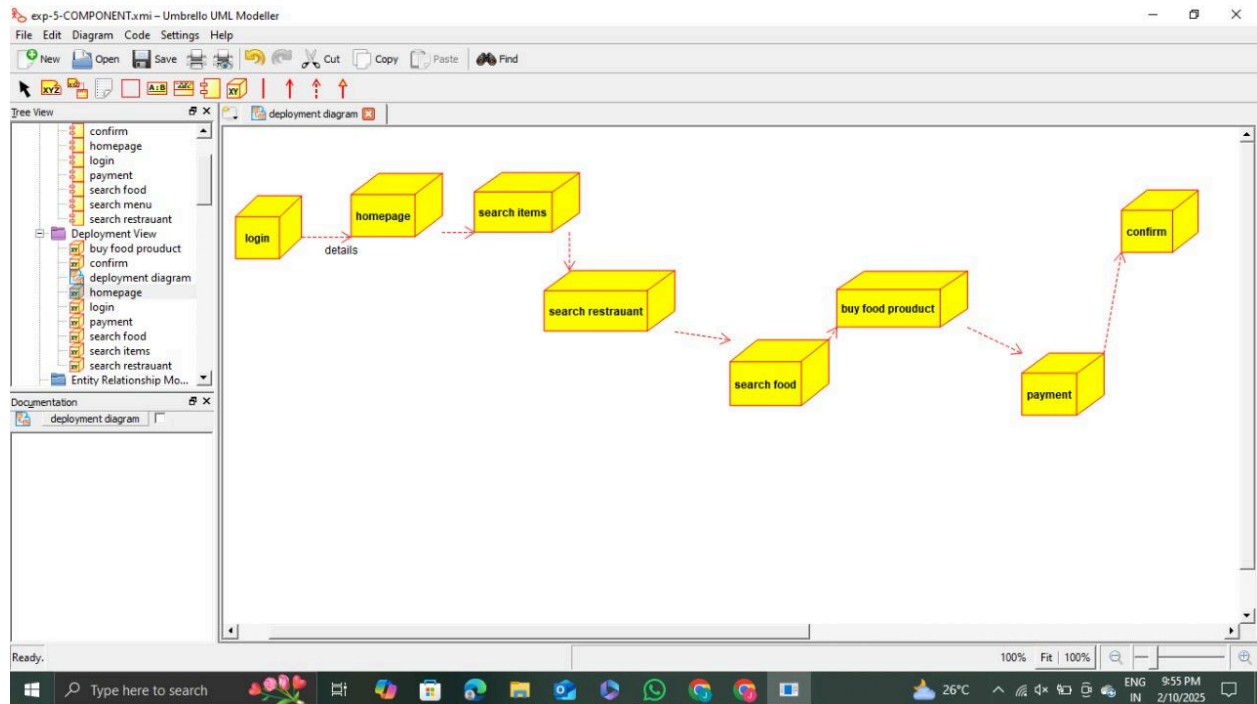 exp-5-COMPONENT.xmi – Umbrello UML Modeller
File Edit Diagram Code Settings Help
New Open Save Cut Copy Paste Find
XYZ A:B XY
Tree View
deployment diagram
confirm
homepage
login
payment
search food
search menu
search restrauant
Deployment View
buy food prouduct
confirm
deployment diagram
homepage
login
payment
search food
search items
search restrauant
Entity Relationship Mo...
Documentation
deployment diagram
login
details
homepage
search items
search restrauant
search food
buy food prouduct
payment
confirm
Ready.
100% Fit 100%
Type here to search
26°C
ENG
IN
9:55 PM
2/10/2025